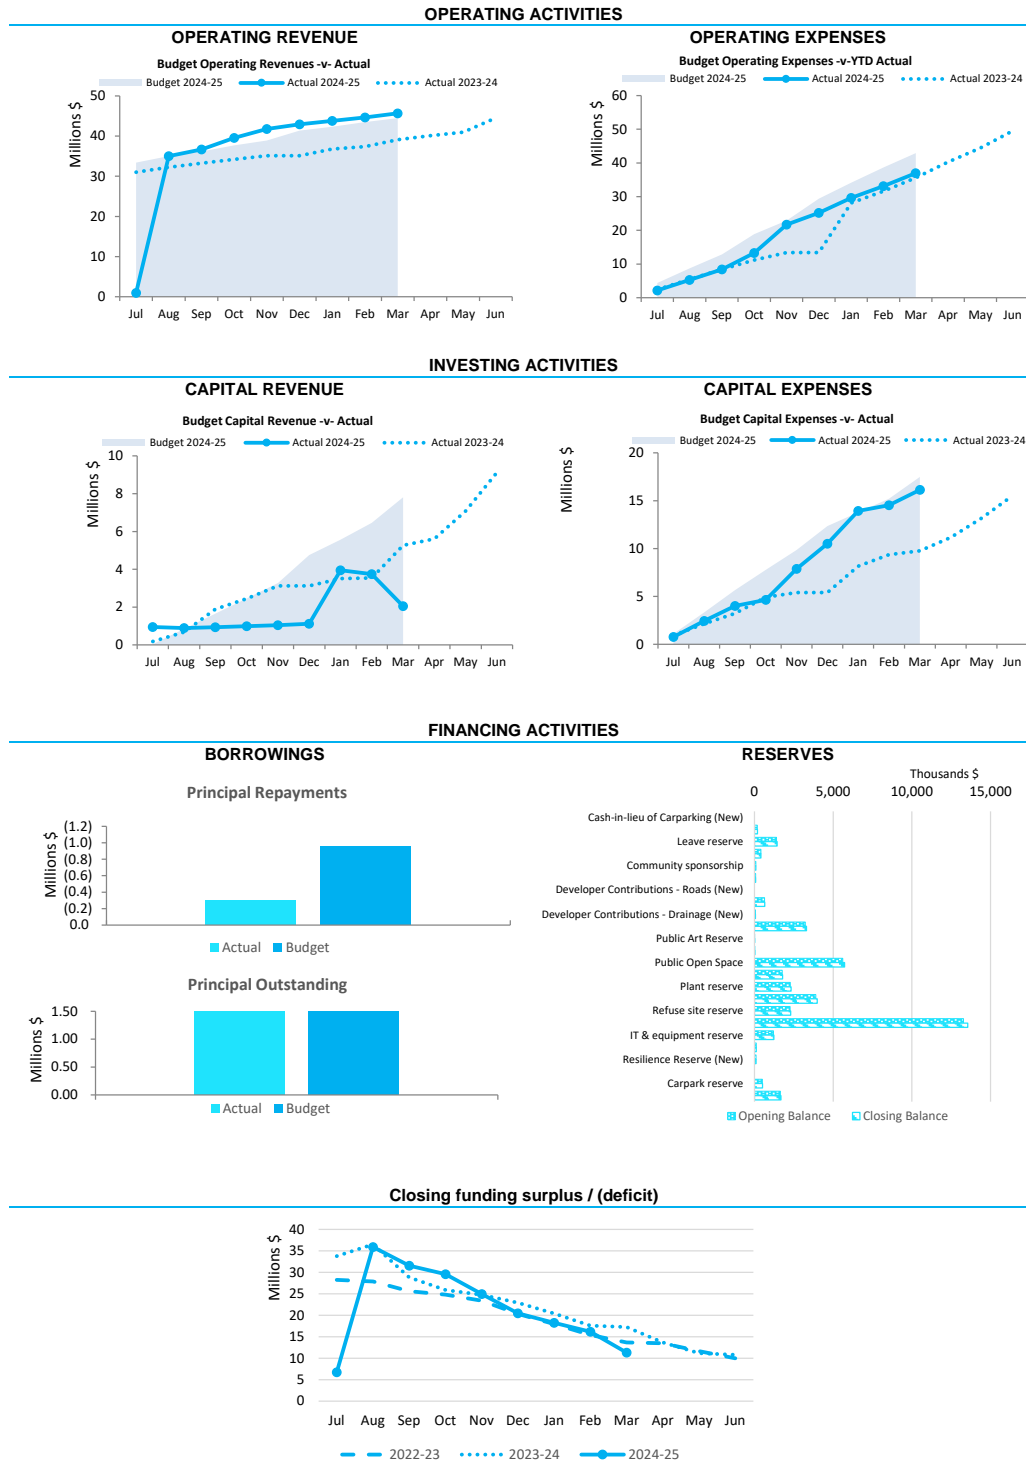 OPERATING ACTIVITIES
OPERATING REVENUE
Budget Operating Revenues -v- Actual
Budget 2024-25 Actual 2024-25 Actual 2023-24
Millions $
50
40
30
20
10
0
Jul Aug Sep Oct Nov Dec Jan Feb Mar Apr May Jun
OPERATING EXPENSES
Budget Operating Expenses -v-YTD Actual
Budget 2024-25 Actual 2024-25 Actual 2023-24
Millions $
60
50
40
30
20
10
0
Jul Aug Sep Oct Nov Dec Jan Feb Mar Apr May Jun
INVESTING ACTIVITIES
CAPITAL REVENUE
Budget Capital Revenue -v- Actual
Budget 2024-25 Actual 2024-25 Actual 2023-24
Millions $
10
8
6
4
2
0
Jul Aug Sep Oct Nov Dec Jan Feb Mar Apr May Jun
CAPITAL EXPENSES
Budget Capital Expenses -v- Actual
Budget 2024-25 Actual 2024-25 Actual 2023-24
Millions $
20
15
10
5
0
Jul Aug Sep Oct Nov Dec Jan Feb Mar Apr May Jun
FINANCING ACTIVITIES
BORROWINGS
Principal Repayments
Millions $
(1.2)
(1.0)
(0.8)
(0.6)
(0.4)
(0.2)
0.0
Actual Budget
Principal Outstanding
Millions $
1.50
1.00
0.50
0.00
Actual Budget
RESERVES
Thousands $
0 5,000 10,000 15,000
Cash-in-lieu of Carparking (New)
Leave reserve
Community sponsorship
Developer Contributions - Roads (New)
Developer Contributions - Drainage (New)
Public Art Reserve
Public Open Space
Plant reserve
Refuse site reserve
IT & equipment reserve
Resilience Reserve (New)
Carpark reserve
Opening Balance Closing Balance
Closing funding surplus / (deficit)
Millions $
40
35
30
25
20
15
10
5
0
Jul Aug Sep Oct Nov Dec Jan Feb Mar Apr May Jun
2022-23 2023-24 2024-25